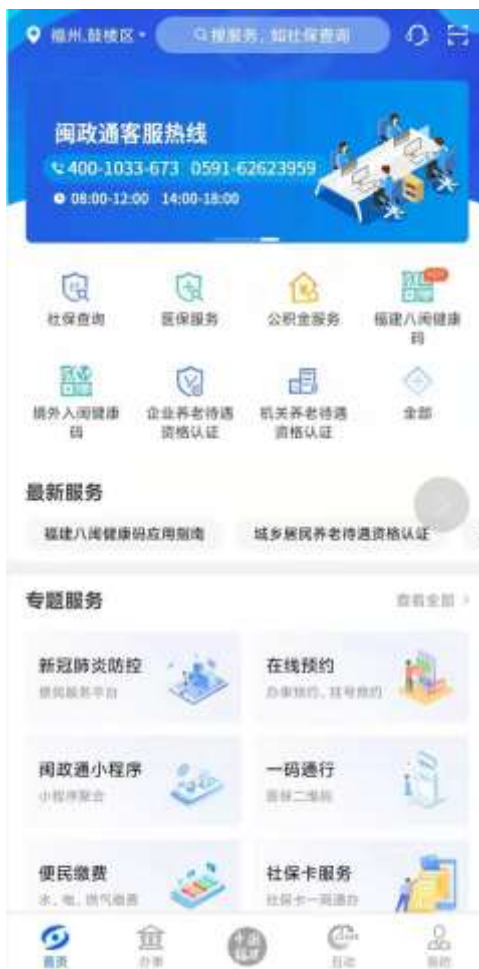 福州.鼓楼区
搜服务，如社保查询
闽政通客服热线
400-1033-673 0591-62623959
08:00-12:00 14:00-18:00
社保查询
医保服务
公积金服务
福建八闽健康
码
境外入闽健康
码
企业养老待遇
资格认证
机关养老待遇
资格认证
全部
最新服务
福建八闽健康码应用指南
城乡居民养老待遇资格认证
专题服务
查看全部
新冠肺炎防控
便民服务平台
在线预约
办事预约，挂号预约
闽政通小程序
小程序聚合
一码通行
便民缴费
水、电、燃气缴费
社保卡服务
社保卡一码通办
首页
办事
互动
我的